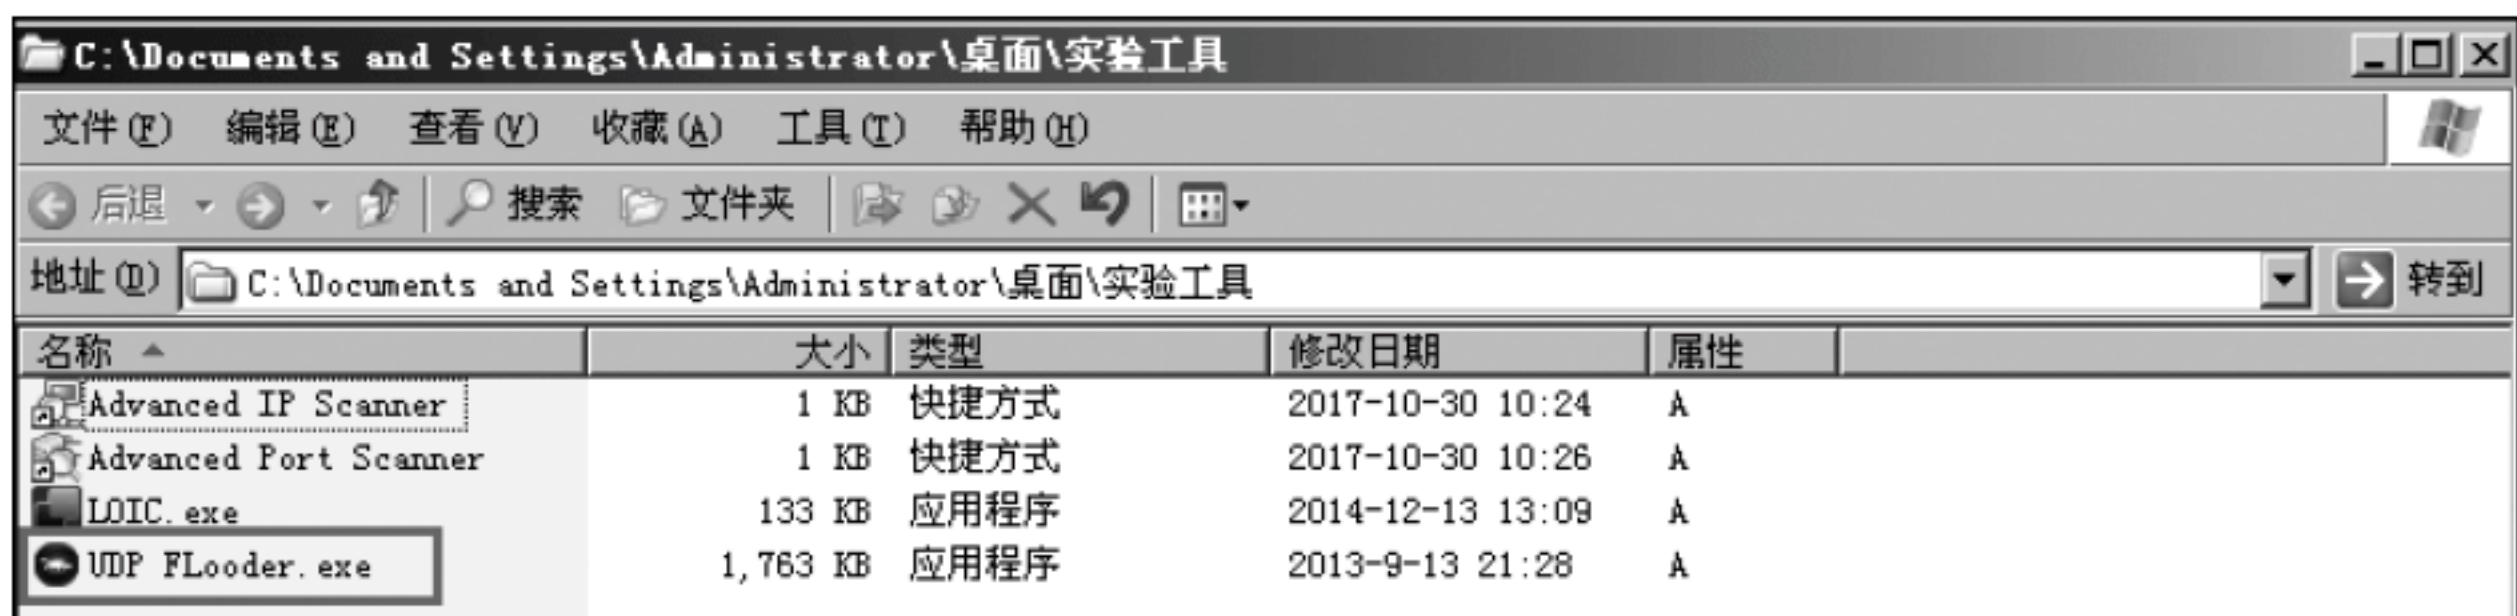 C:\Documents and Settings\Administrator\桌面\实验工具
文件(F) 编辑(E) 查看(V) 收藏(A) 工具(T) 帮助(H)
后退 搜索 文件夹
地址(D) C:\Documents and Settings\Administrator\桌面\实验工具 转到
名称 大小 类型 修改日期 属性
Advanced IP Scanner 1 KB 快捷方式 2017-10-30 10:24 A
Advanced Port Scanner 1 KB 快捷方式 2017-10-30 10:26 A
LOIC.exe 133 KB 应用程序 2014-12-13 13:09 A
UDP FLooder.exe 1,763 KB 应用程序 2013-9-13 21:28 A